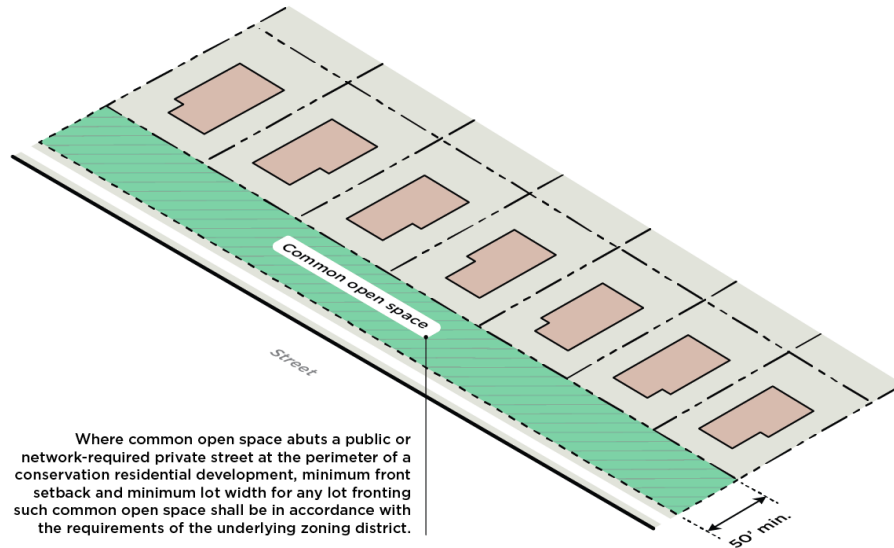 Common open space
Street
Where common open space abuts a public or
network-required private street at the perimeter of a
conservation residential development, minimum front
setback and minimum lot width for any lot fronting
such common open space shall be in accordance with
the requirements of the underlying zoning district.
50' min.